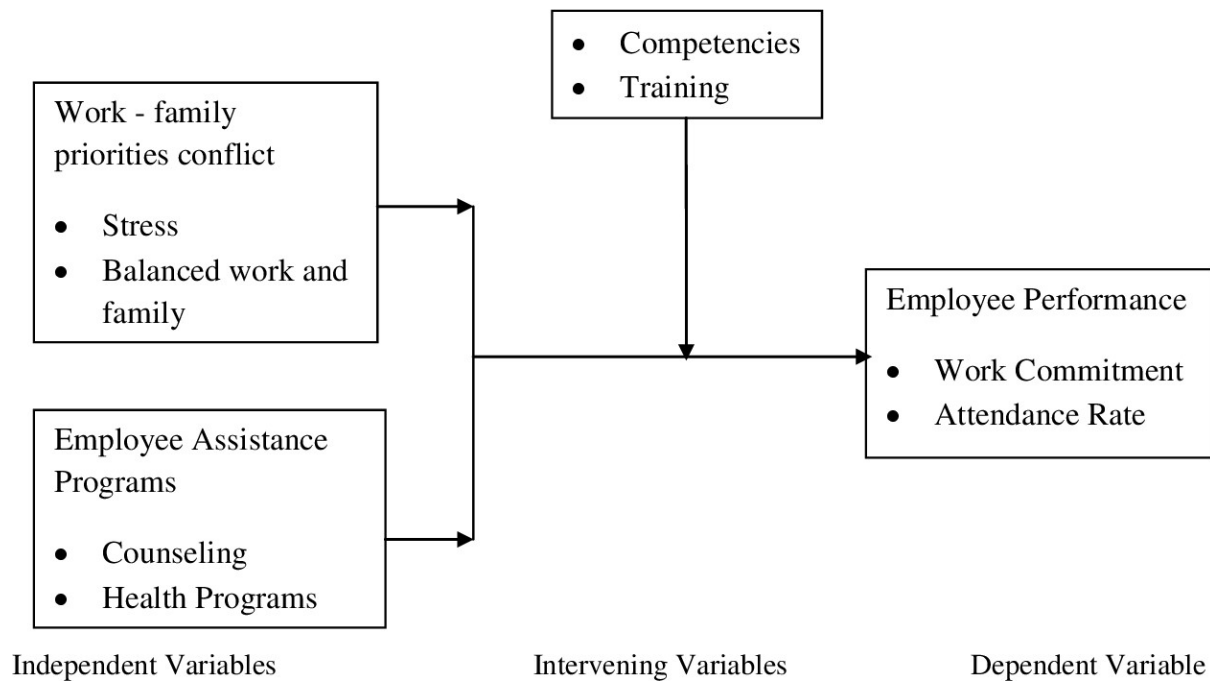 • Competencies
• Training
Work - family
priorities conflict
• Stress
• Balanced work and
family
Employee Performance
• Work Commitment
• Attendance Rate
Employee Assistance
Programs
• Counseling
• Health Programs
Independent Variables
Intervening Variables
Dependent Variable